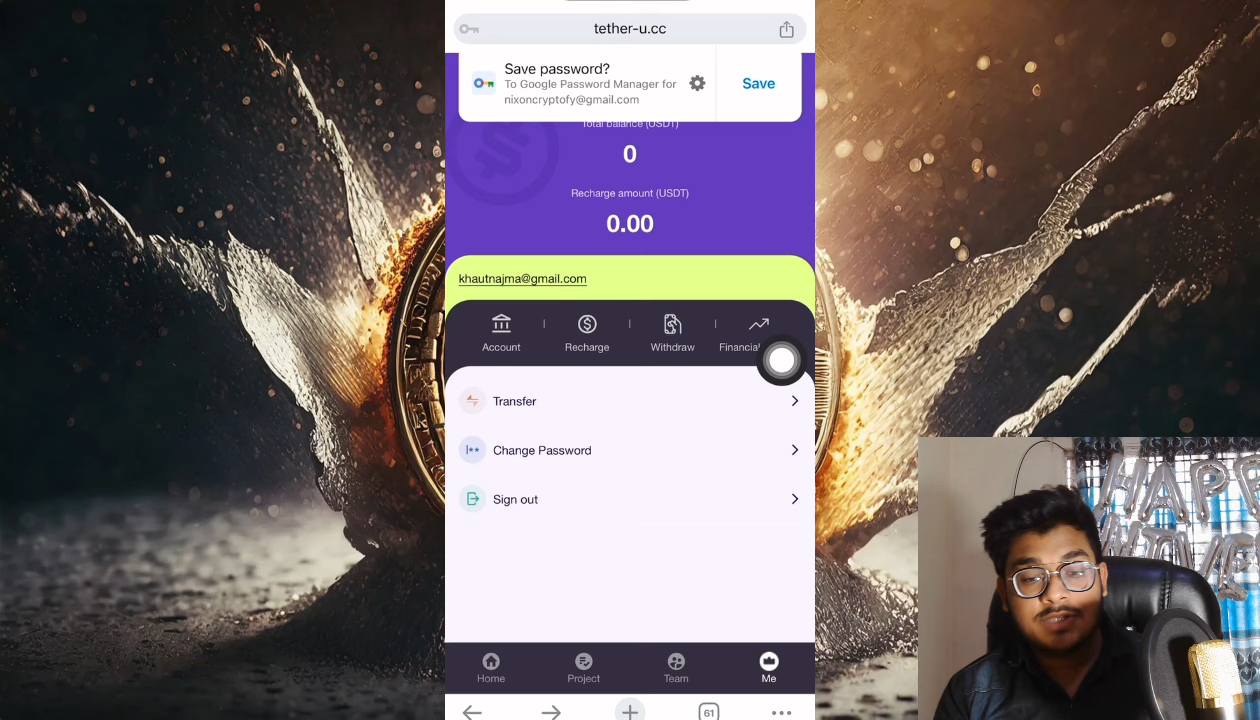 tether-u.cc
Save password?
To Google Password Manager for
nixoncryptofy@gmail.com
Save
Total balance (USDT)
0
Recharge amount (USDT)
0.00
khautnajma@gmail.com
Account
Recharge
Withdraw
Financial
Transfer
Change Password
Sign out
Home
Project
Team
Me
61
HAPP